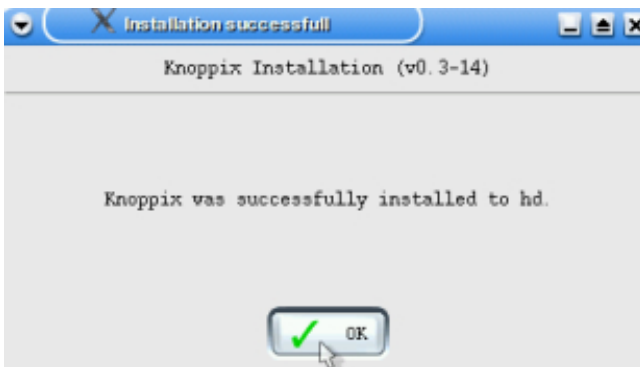 Installation successfull
Knoppix Installation (v0.3-14)
Knoppix was successfully installed to hd.
OK